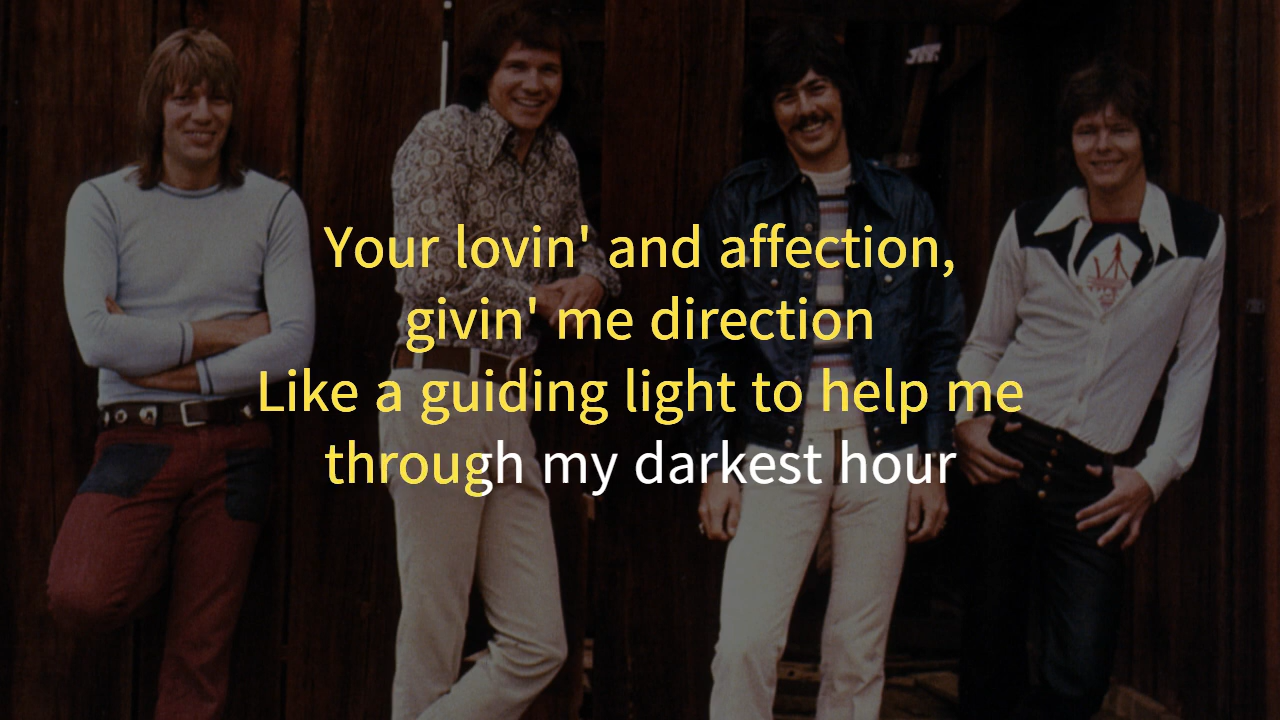 Your lovin' and affection,
givin' me direction
Like a guiding light to help me
through my darkest hour